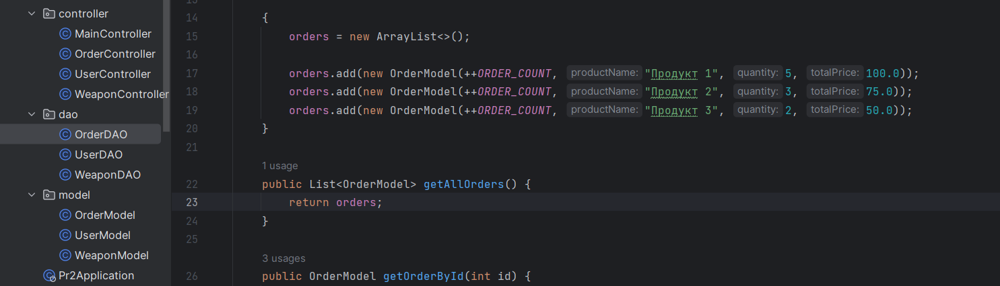 controller
MainController
OrderController
UserController
WeaponController
dao
OrderDAO
UserDAO
WeaponDAO
model
OrderModel
UserModel
WeaponModel
Pr2Application
14 {
15 orders = new ArrayList<>();
16
17 orders.add(new OrderModel(++ORDER_COUNT, productName: "Продукт 1", quantity: 5, totalPrice: 100.0));
18 orders.add(new OrderModel(++ORDER_COUNT, productName: "Продукт 2", quantity: 3, totalPrice: 75.0));
19 orders.add(new OrderModel(++ORDER_COUNT, productName: "Продукт 3", quantity: 2, totalPrice: 50.0));
20 }
21
1 usage
22 public List<OrderModel> getAllOrders() {
23 return orders;
24 }
25
3 usages
26 public OrderModel getOrderById(int id) {